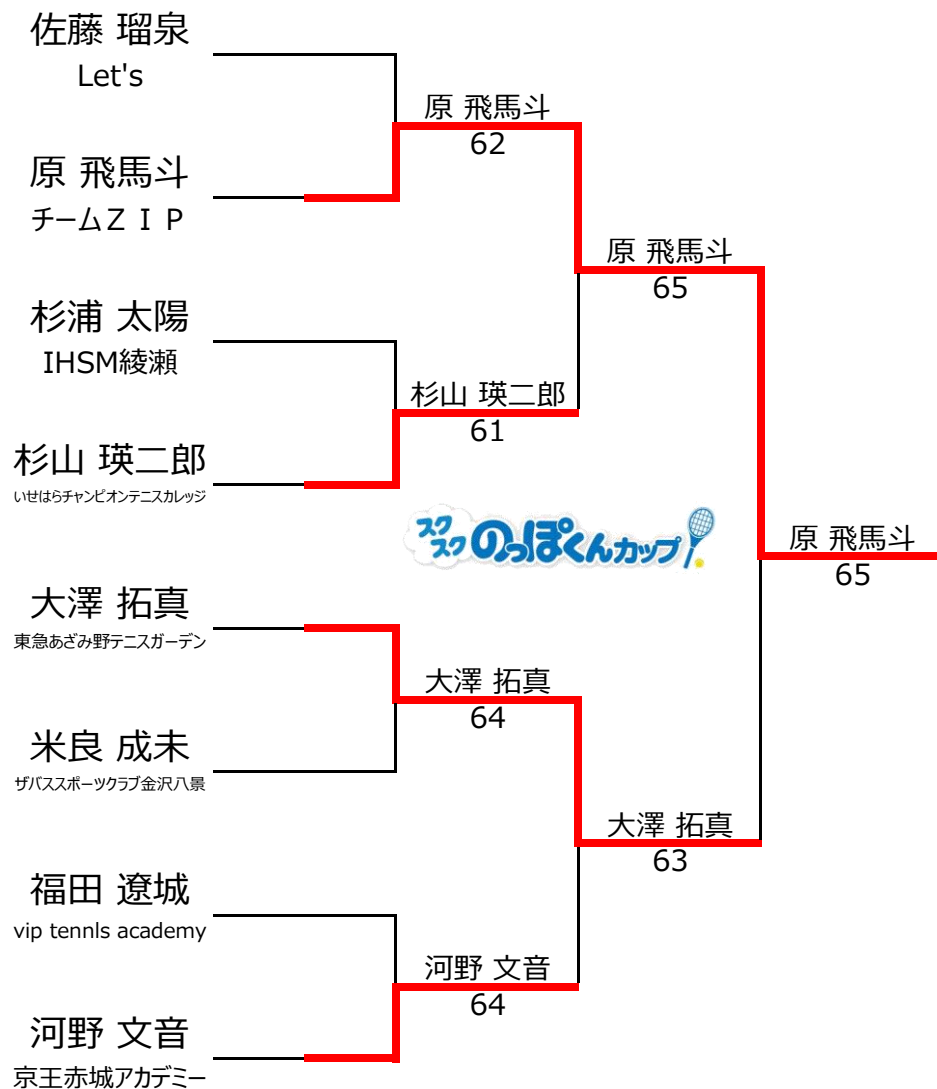 佐藤 瑠泉
Let's
原 飛馬斗
62
原 飛馬斗
チームＺＩＰ
原 飛馬斗
65
杉浦 太陽
IHSM綾瀬
杉山 瑛二郎
61
杉山 瑛二郎
いせはらチャンピオンテニスカレッジ
スクスク のっぽくんカップ
原 飛馬斗
65
大澤 拓真
東急あざみ野テニスガーデン
大澤 拓真
64
米良 成未
ザバススポーツクラブ金沢八景
大澤 拓真
63
福田 遼城
vip tennls academy
河野 文音
64
河野 文音
京王赤城アカデミー